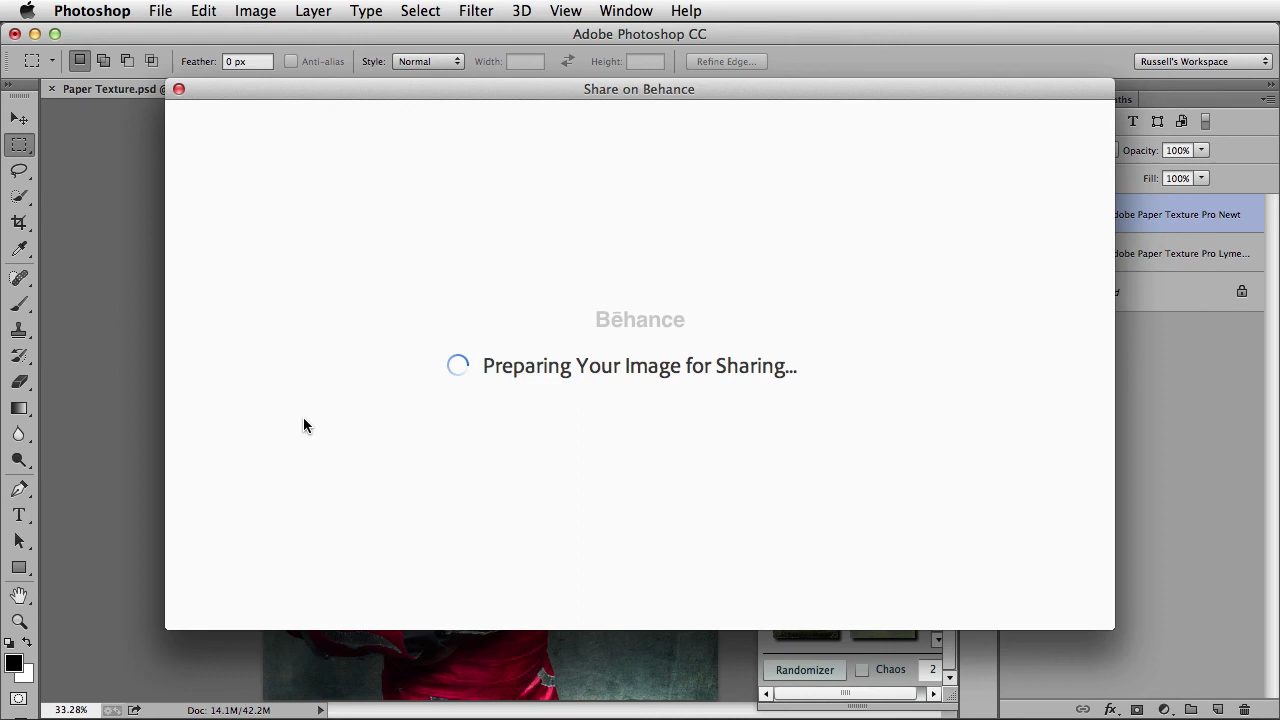 Photoshop File Edit Image Layer Type Select Filter 3D View Window Help
Adobe Photoshop CC
Feather: 0 px Anti-alias Style: Normal Width: Height: Refine Edge... Russell's Workspace
Paper Texture.psd @
Share on Behance
ths
T
Opacity: 100%
Fill: 100%
dobe Paper Texture Pro Newt
dobe Paper Texture Pro Lyme...
d
Bēhance
Preparing Your Image for Sharing...
T
Randomizer Chaos 2
33.28% Doc: 14.1M/42.2M
fx